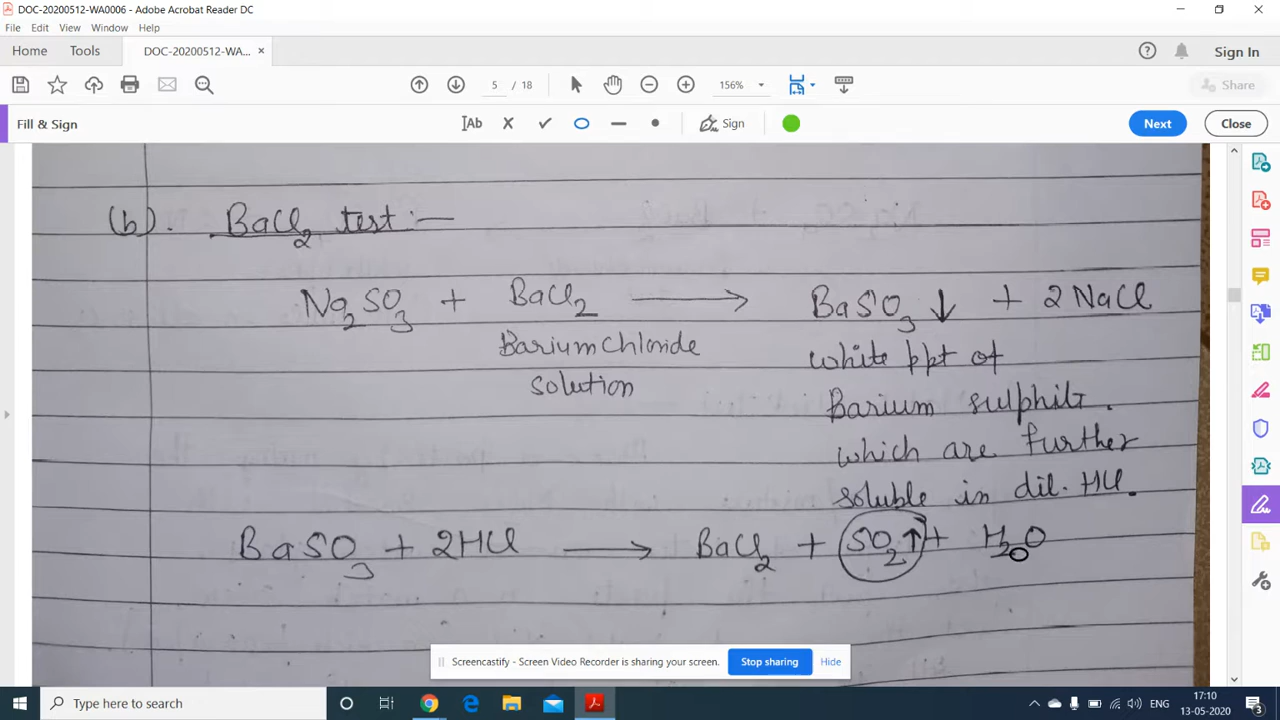 DOC-20200512-WA0006 - Adobe Acrobat Reader DC
File Edit View Window Help
Home Tools DOC-20200512-WA... × Sign In
5 / 18 156% Share
Fill & Sign Ab Sign Next Close
(b). BaCl₂ test :—
Na₂SO₃ + BaCl₂ → BaSO₃ ↓ + 2NaCl
Barium Chloride white ppt of
solution Barium sulphite.
which are further
soluble in dil. HCl.
BaSO₃ + 2HCl → BaCl₂ + SO₂↑ + H₂O
Screencastify - Screen Video Recorder is sharing your screen. Stop sharing Hide
Type here to search ENG 17:10
13-05-2020 3